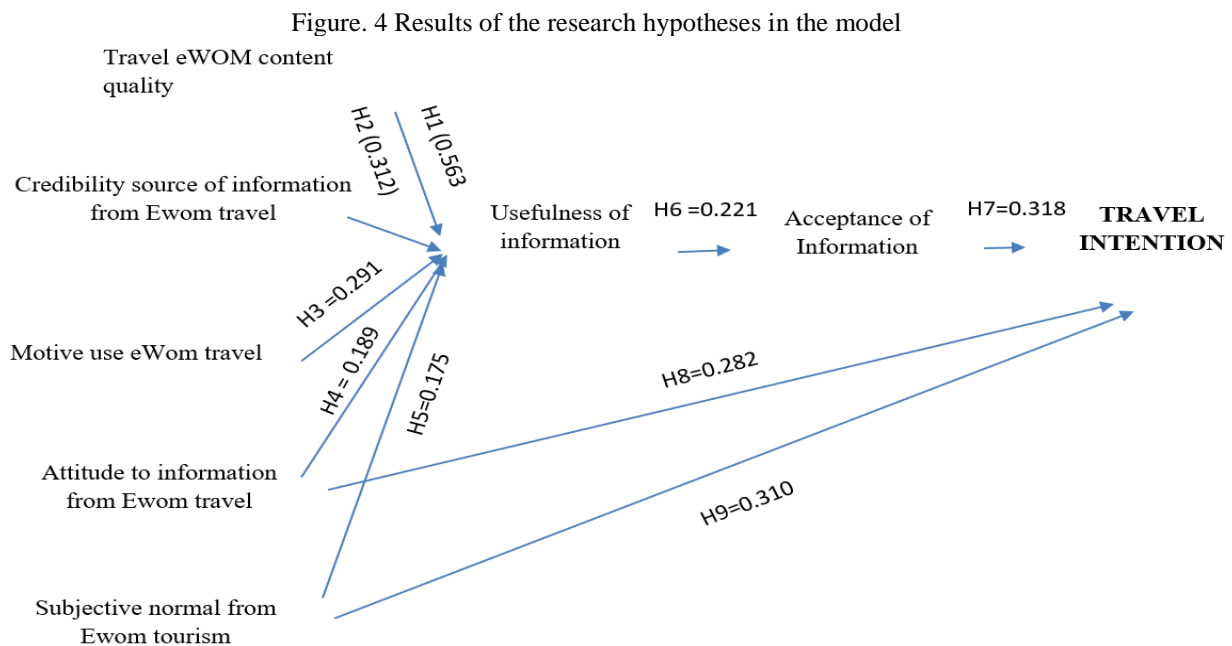 Figure. 4 Results of the research hypotheses in the model
Travel eWOM content
quality
H2 (0.312)
H1 (0.563
Credibility source of information
from Ewom travel
Usefulness of
information
H6 =0.221
Acceptance of
Information
H7=0.318
TRAVEL
INTENTION
H3 =0.291
Motive use eWom travel
H4 = 0.189
H5=0.175
H8=0.282
Attitude to information
from Ewom travel
H9=0.310
Subjective normal from
Ewom tourism